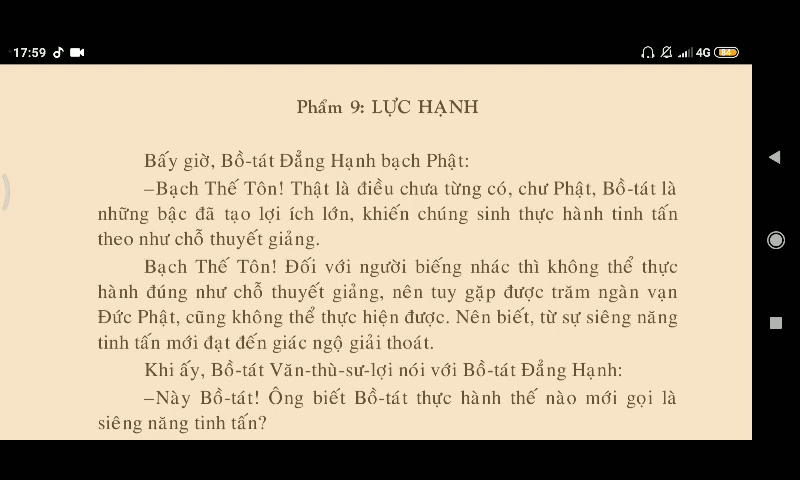 17:59
4G 84
Phẩm 9: LỰC HẠNH
Bấy giờ, Bồ-tát Đẳng Hạnh bạch Phật:
–Bạch Thế Tôn! Thật là điều chưa từng có, chư Phật, Bồ-tát là
những bậc đã tạo lợi ích lớn, khiến chúng sinh thực hành tinh tấn
theo như chỗ thuyết giảng.
Bạch Thế Tôn! Đối với người biếng nhác thì không thể thực
hành đúng như chỗ thuyết giảng, nên tuy gặp được trăm ngàn vạn
Đức Phật, cũng không thể thực hiện được. Nên biết, từ sự siêng năng
tinh tấn mới đạt đến giác ngộ giải thoát.
Khi ấy, Bồ-tát Văn-thù-sư-lợi nói với Bồ-tát Đẳng Hạnh:
–Này Bồ-tát! Ông biết Bồ-tát thực hành thế nào mới gọi là
siêng năng tinh tấn?